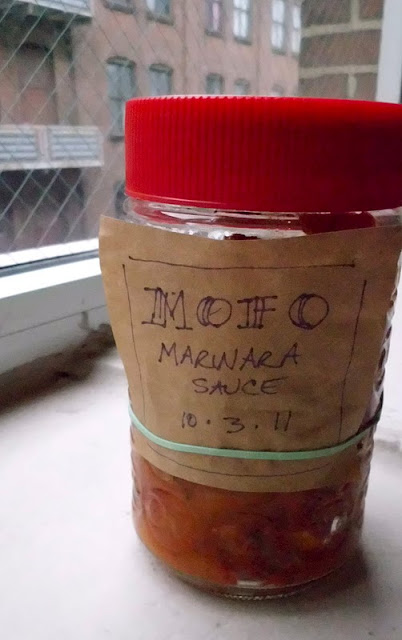 MOFO
MARINARA
SAUCE
10.3.11